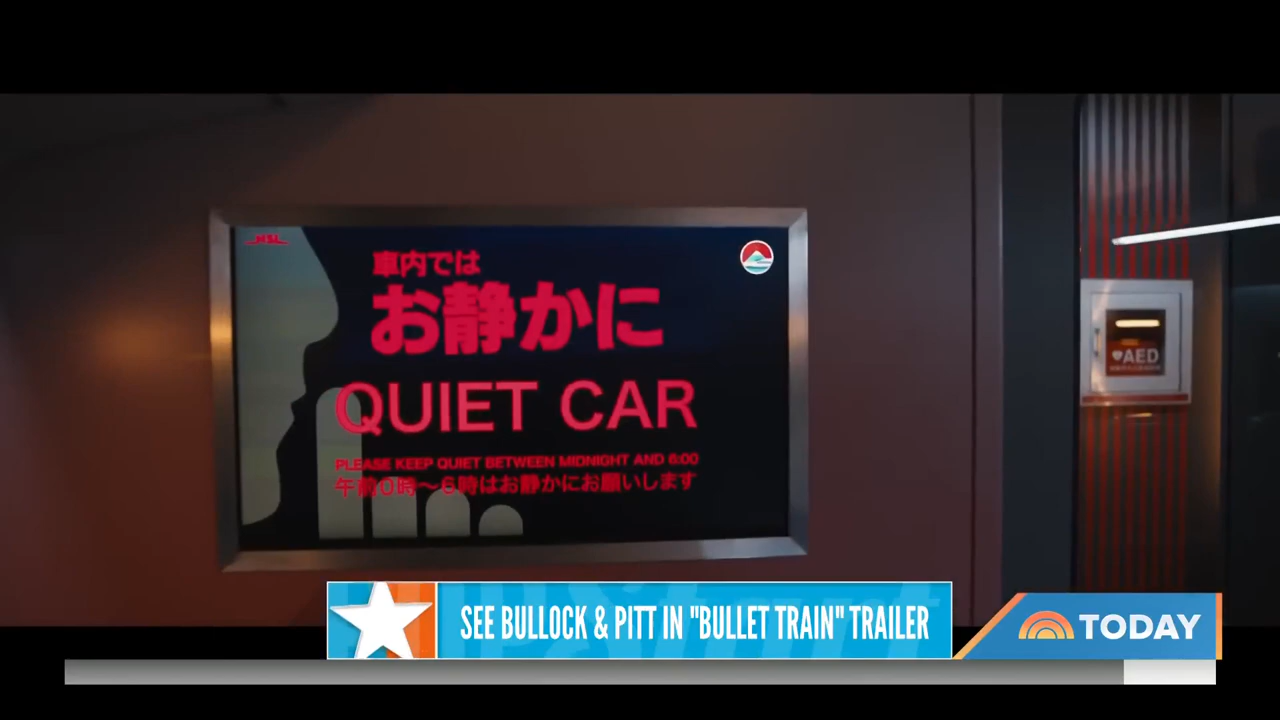 HSL
車内では
お静かに
QUIET CAR
PLEASE KEEP QUIET BETWEEN MIDNIGHT AND 6:00
午前0時〜6時はお静かにお願いします
AED
SEE BULLOCK & PITT IN "BULLET TRAIN" TRAILER
TODAY